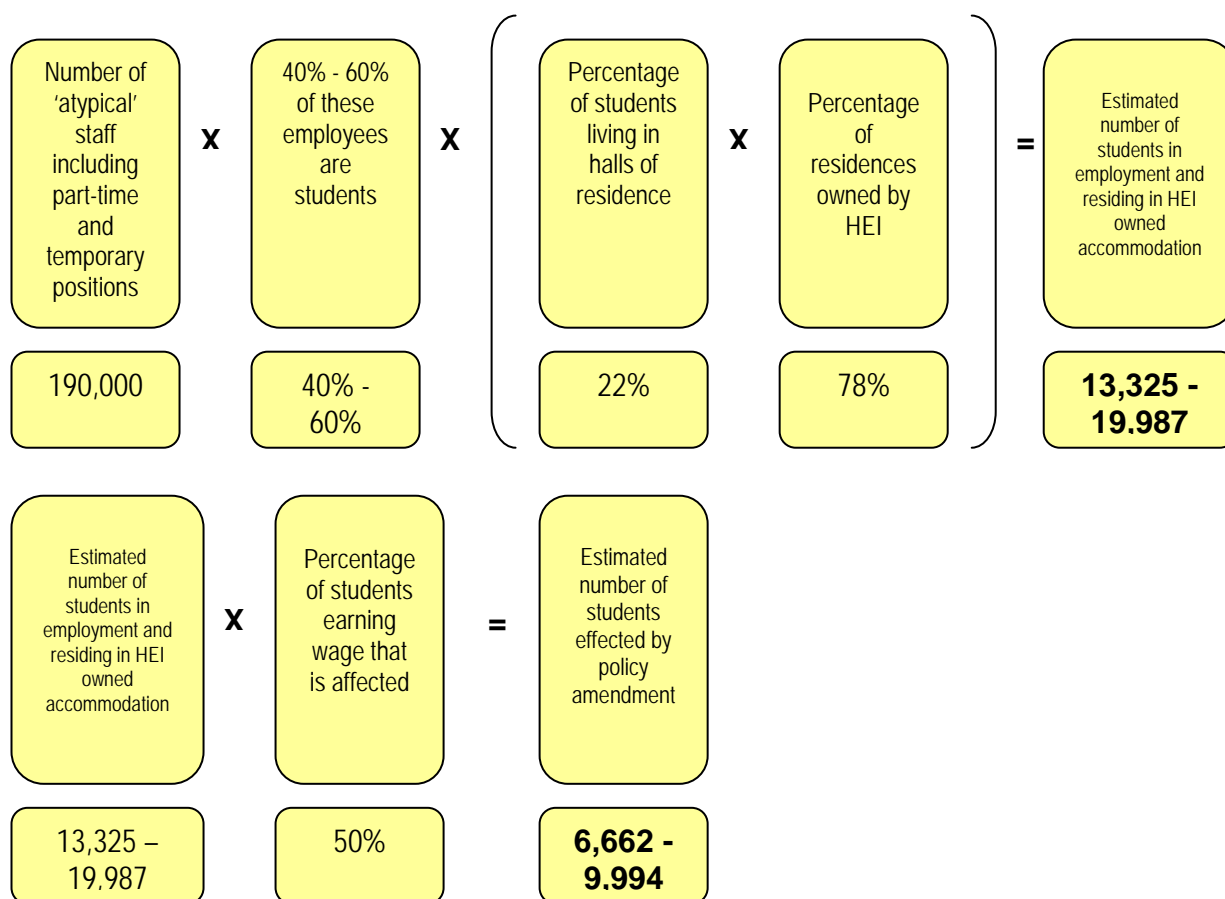 Number of
'atypical'
staff
including
part-time
and
temporary
positions
X
40% - 60%
of these
employees
are
students
X
Percentage
of students
living in
halls of
residence
X
Percentage
of
residences
owned by
HEI
=
Estimated
number of
students in
employment and
residing in HEI
owned
accommodation
190,000
40% -
60%
22%
78%
13,325 -
19,987
Estimated
number of
students in
employment and
residing in HEI
owned
accommodation
X
Percentage
of students
earning
wage that
is affected
=
Estimated
number of
students
effected by
policy
amendment
13,325 –
19,987
50%
6,662 -
9,994